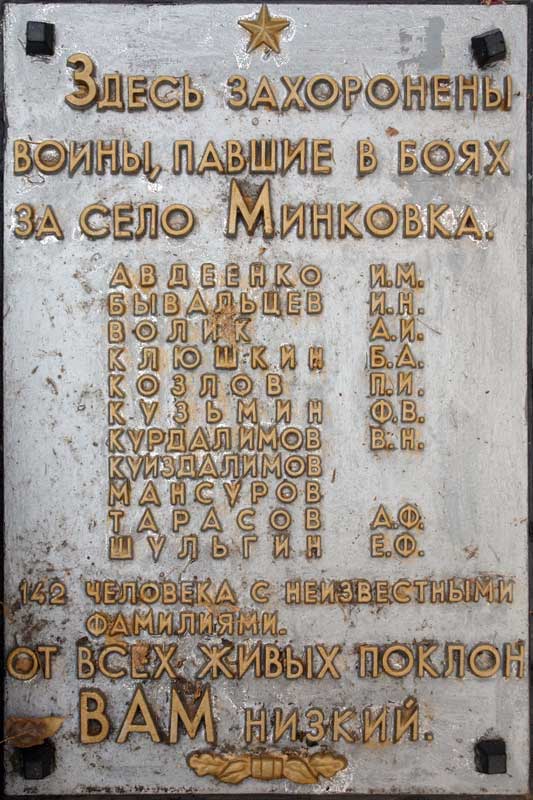 Здесь захоронены
воины, павшие в боях
за село Минковка.
АВДЕЕНКО И.М.
БЫВАЛЬЦЕВ И.Н.
ВОЛИК А.И.
КЛЮШКИН Б.А.
КОЗЛОВ П.И.
КУЗЬМИН Ф.В.
КУРДАЛИМОВ В.Н.
КУИЗДАЛИМОВ
МАНСУРОВ
ТАРАСОВ А.Ф.
ШУЛЬГИН Е.Ф.
142 ЧЕЛОВЕКА С НЕИЗВЕСТНЫМИ
ФАМИЛИЯМИ.
ОТ ВСЕХ ЖИВЫХ ПОКЛОН
ВАМ НИЗКИЙ.